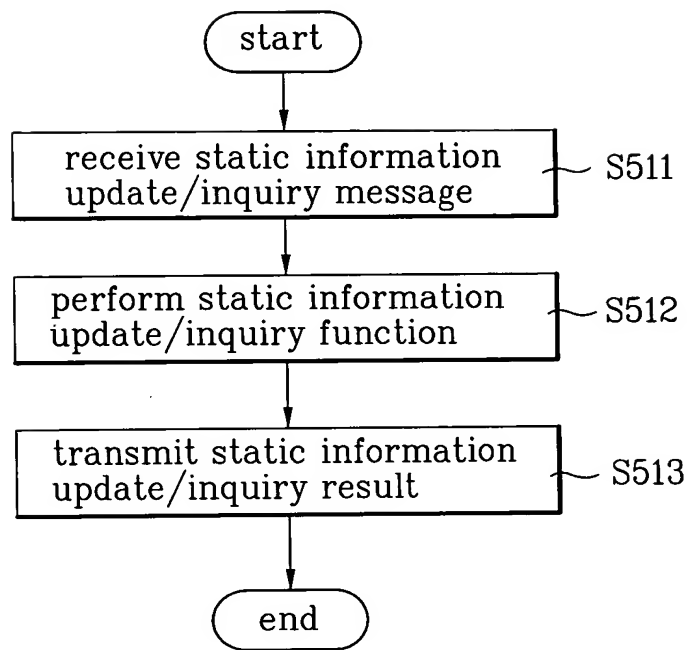 start
receive static information
update/inquiry message
S511
perform static information
update/inquiry function
S512
transmit static information
update/inquiry result
S513
end